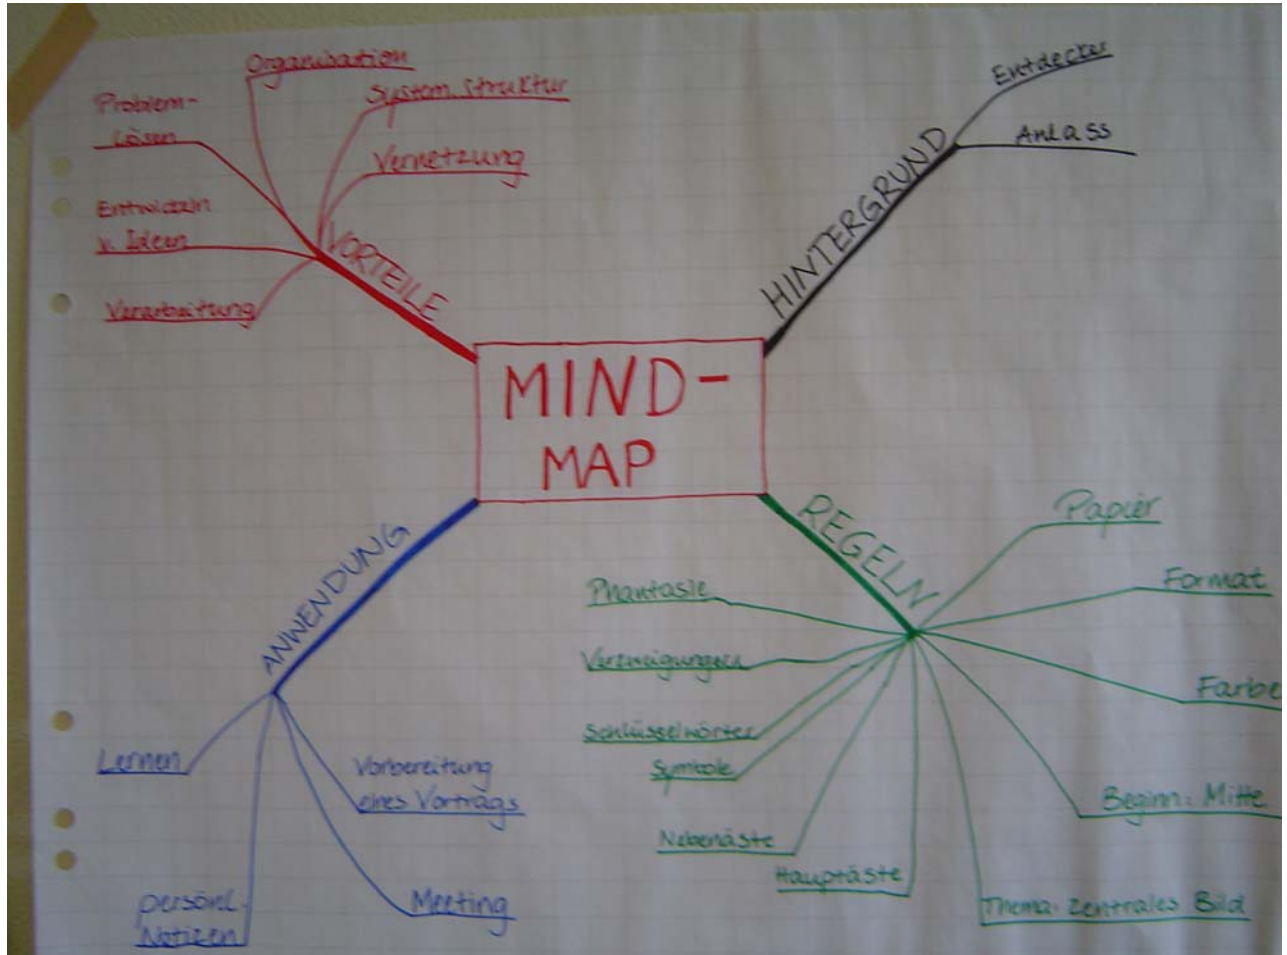 MIND-
MAP
VORTEILE
Organisation
System. Struktur
Vernetzung
Problem-
lösen
Entwickeln
v. Ideen
Verarbeitung
HINTERGRUND
Entdecker
Anlass
REGELN
Papier
Format
Farbe
Beginn: Mitte
Thema: zentrales Bild
Hauptäste
Nebenäste
Symbole
Schlüsselwörter
Verzweigungen
Phantasie
ANWENDUNG
Lernen
persönl.
Notizen
Meeting
Vorbereitung
eines Vortrags